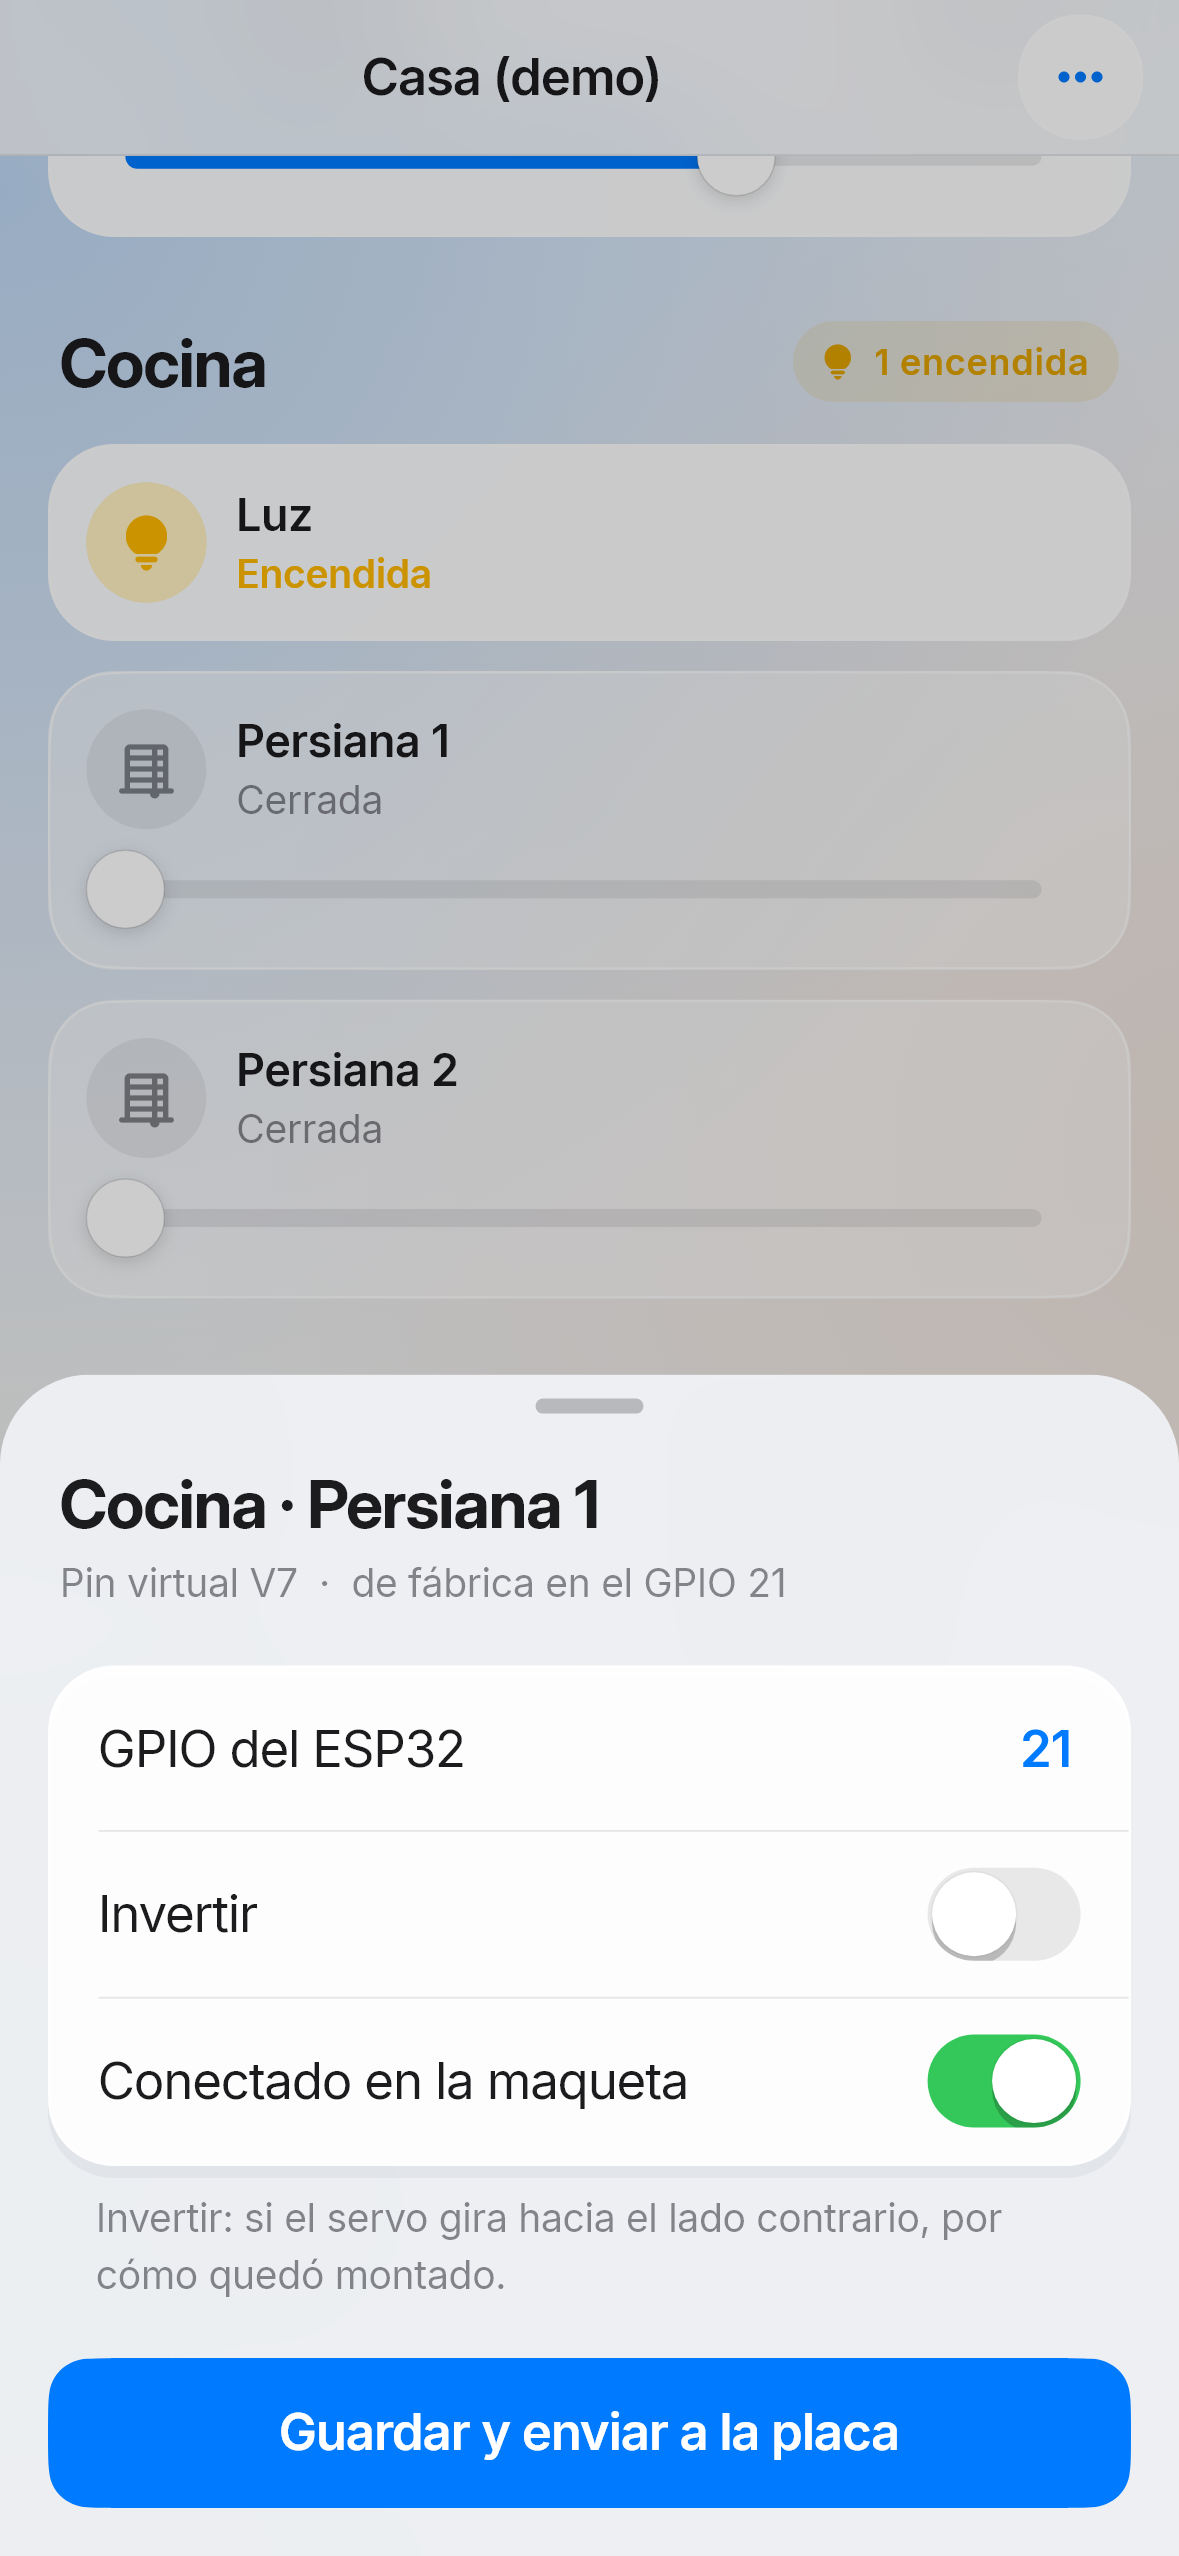 Casa (demo)
Cocina
1 encendida
Luz
Encendida
Persiana 1
Cerrada
Persiana 2
Cerrada
Cocina · Persiana 1
Pin virtual V7 · de fábrica en el GPIO 21
GPIO del ESP32
21
Invertir
Conectado en la maqueta
Invertir: si el servo gira hacia el lado contrario, por
cómo quedó montado.
Guardar y enviar a la placa